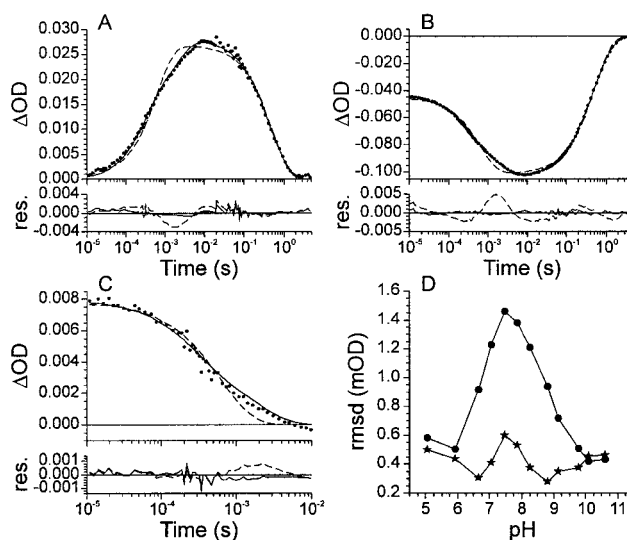 A
0.030
0.025
0.020
0.015
0.010
0.005
0.000
ΔOD
0.004
0.000
-0.004
res.
10⁻⁵ 10⁻⁴ 10⁻³ 10⁻² 10⁻¹ 10⁰
Time (s)
B
0.000
-0.020
-0.040
-0.060
-0.080
-0.100
ΔOD
0.005
0.000
-0.005
res.
10⁻⁵ 10⁻⁴ 10⁻³ 10⁻² 10⁻¹ 10⁰
Time (s)
C
0.008
0.006
0.004
0.002
0.000
ΔOD
0.001
0.000
-0.001
res.
10⁻⁵ 10⁻⁴ 10⁻³ 10⁻²
Time (s)
D
1.6
1.4
1.2
1.0
0.8
0.6
0.4
0.2
rmsd (mOD)
5 6 7 8 9 10 11
pH